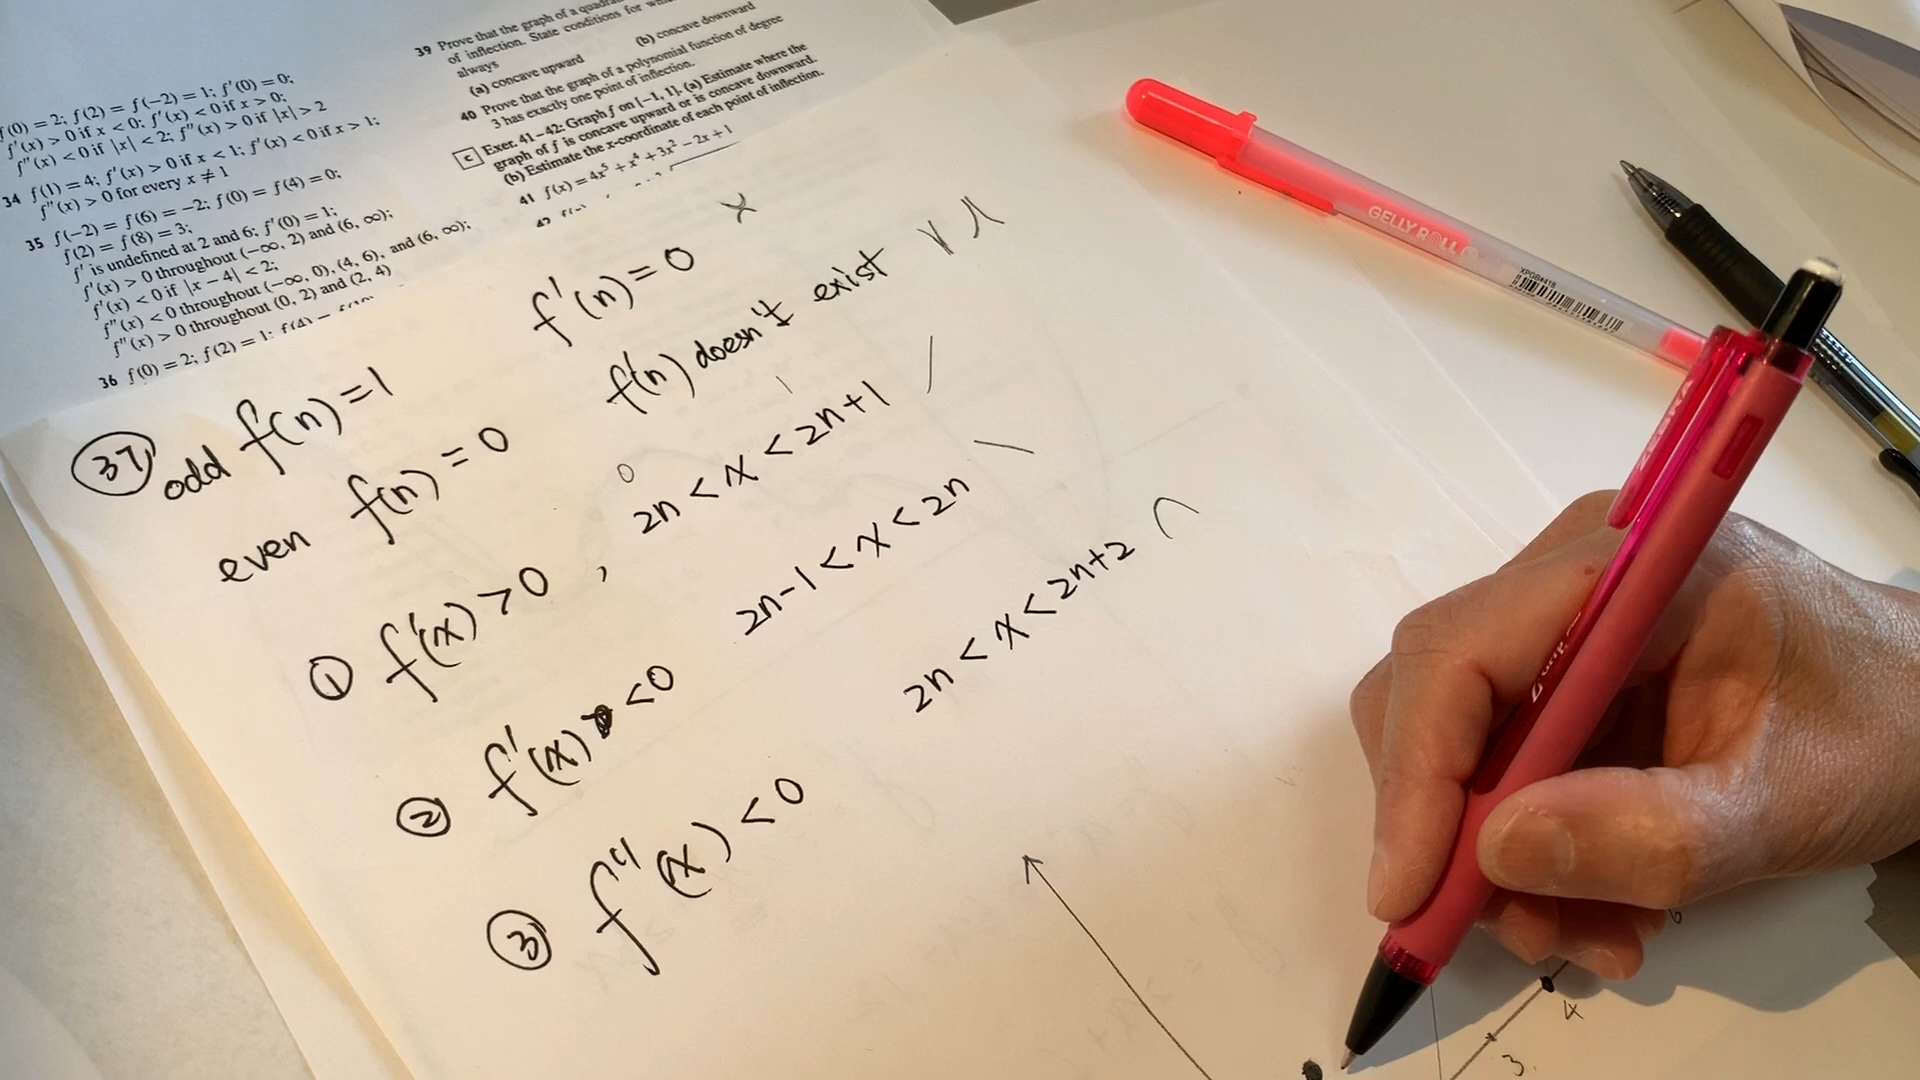 f(0) = 2; f(2) = f(−2) = 1; f′(0) = 0;
f′(x) > 0 if x < 0; f′(x) < 0 if x > 0;
f″(x) < 0 if |x| < 2; f″(x) > 0 if |x| > 2
34 f(1) = 4; f′(x) > 0 if x < 1; f′(x) < 0 if x > 1;
f″(x) > 0 for every x ≠ 1
35 f(−2) = f(6) = −2; f(0) = f(4) = 0;
f(2) = f(8) = 3;
f′ is undefined at 2 and 6; f′(0) = 1;
f′(x) > 0 throughout (−∞, 2) and (6, ∞);
f′(x) < 0 if |x − 4| < 2;
f″(x) < 0 throughout (−∞, 0), (4, 6), and (6, ∞);
f″(x) > 0 throughout (0, 2) and (2, 4)
36 f(0) = 2; f(2) = 1;
39 Prove that the graph of a
of inflection. State conditions for
always
(a) concave upward (b) concave downward
40 Prove that the graph of a polynomial function of degree
3 has exactly one point of inflection.
c Exer. 41–42: Graph f on [−1, 1]. (a) Estimate where the
graph of f is concave upward or is concave downward.
(b) Estimate the x-coordinate of each point of inflection.
41 f(x) = 4x⁵ + x⁴ + 3x² − 2x + 1
37 odd f(n) = 1 f′(n) = 0 ×
even f(n) = 0 f′(n) doesn't exist
① f′(x) > 0 , 2n < x < 2n+1
0
1
② f′(x) < 0 2n−1 < x < 2n
③ f″(x) < 0 2n < x < 2n+2
4
3
GELLY ROLL
XPGB#418
ZEBRA